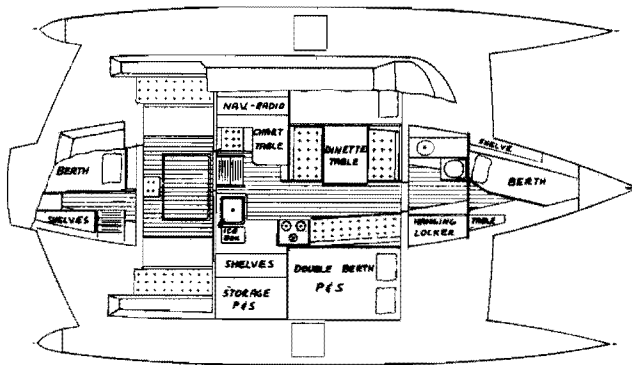 NAV.-RADIO
CHART
TABLE
DINETTE
TABLE
SHELVE
BERTH
BERTH
SHELVES
ICE
BOX
HANGING
LOCKER
TABLE
SHELVES
STORAGE
P & S
DOUBLE BERTH
P & S